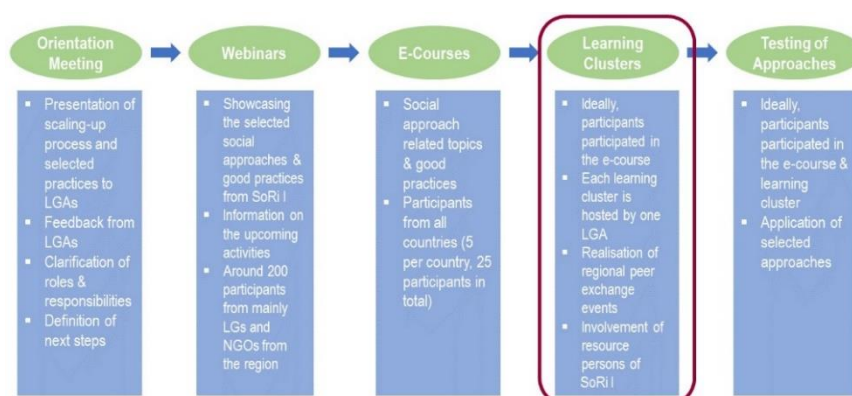 Orientation
Meeting
Webinars
E-Courses
Learning
Clusters
Testing of
Approaches
▪ Presentation of
scaling-up
process and
selected
practices to
LGAs
▪ Feedback from
LGAs
▪ Clarification of
roles &
responsibilities
▪ Definition of
next steps
▪ Showcasing
the selected
social
approaches &
good practices
from SoRi I
▪ Information on
the upcoming
activities
▪ Around 200
participants
from mainly
LGs and
NGOs from
the region
▪ Social
approach
related topics &
good practices
▪ Participants
from all
countries (5
per country, 25
participants in
total)
▪ Ideally,
participants
participated in
the e-course
▪ Each learning
cluster is
hosted by one
LGA
▪ Realisation of
regional peer
exchange
events
▪ Involvement of
resource
persons of
SoRi I
▪ Ideally,
participants
participated in
the e-course &
learning
cluster
▪ Application of
selected
approaches